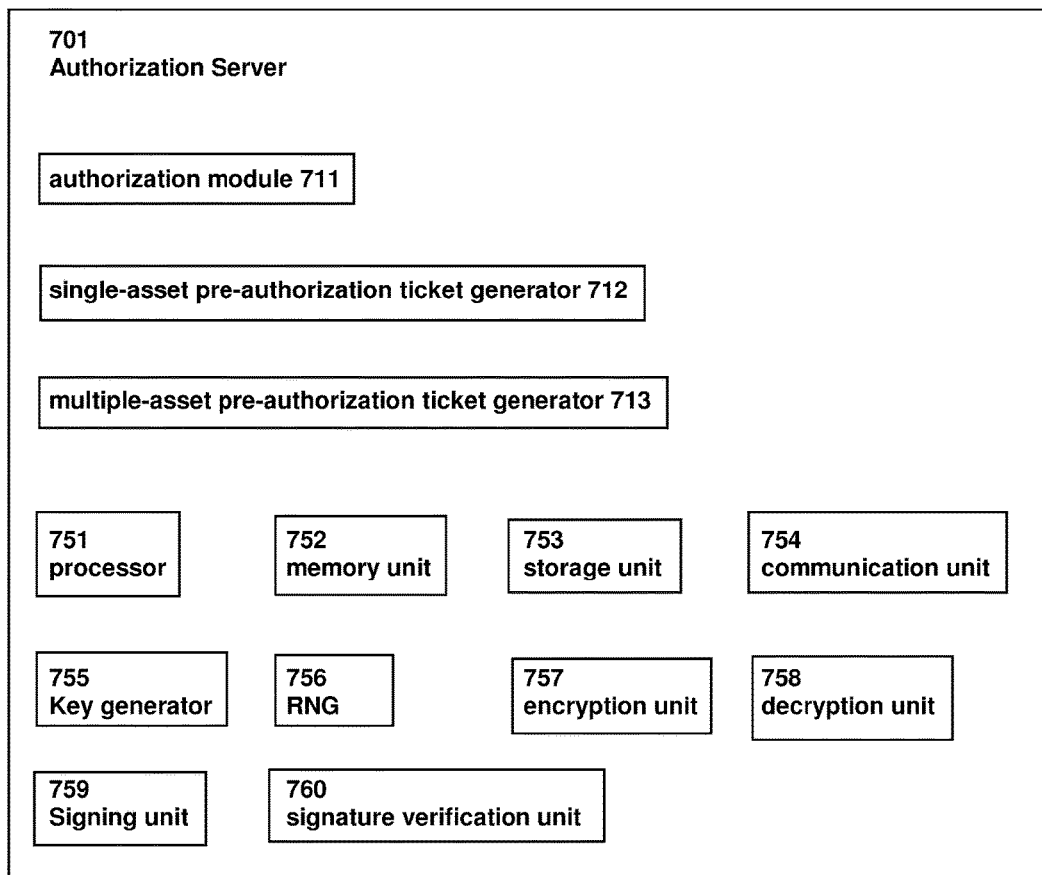 701
Authorization Server
authorization module 711
single-asset pre-authorization ticket generator 712
multiple-asset pre-authorization ticket generator 713
751
processor
752
memory unit
753
storage unit
754
communication unit
755
Key generator
756
RNG
757
encryption unit
758
decryption unit
759
Signing unit
760
signature verification unit